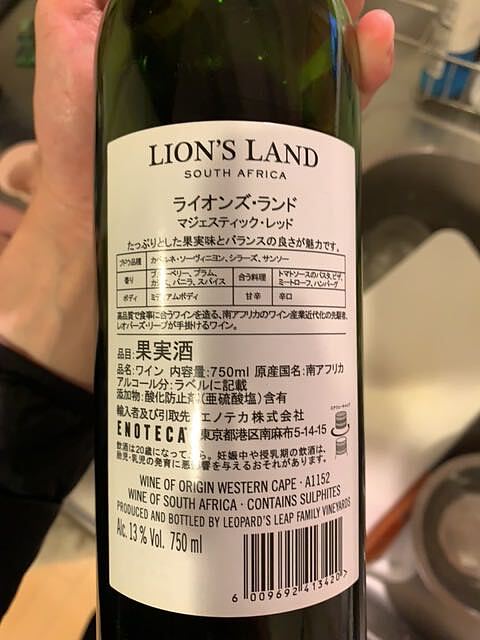 LION'S LAND
SOUTH AFRICA
ライオンズ・ランド
マジェスティック・レッド
たっぷりとした果実味とバランスの良さが魅力です。
ブドウ品種 カベルネ・ソーヴィニヨン、シラーズ、サンソー
香り ブルーベリー、プラム、カシス、バニラ、スパイス 合う料理 トマトソースのパスタ、ピザ、ミートローフ、ハンバーグ
ボディ ミディアムボディ 甘辛 辛口
高品質で食事に合うワインを造る、南アフリカのワイン産業近代化の先駆者、
レオパーズ・リープが手掛けるワイン。
品目:果実酒
品名:ワイン 内容量:750ml 原産国名:南アフリカ
アルコール分:ラベルに記載
添加物:酸化防止剤(亜硫酸塩)含有
輸入者及び引取先 エノテカ株式会社
ENOTECA 東京都港区南麻布5-14-15
飲酒は20歳になってから。妊娠中や授乳期の飲酒は、
胎児・乳児の発育に悪影響を与えるおそれがあります。
WINE OF ORIGIN WESTERN CAPE · A1152
WINE OF SOUTH AFRICA · CONTAINS SULPHITES
PRODUCED AND BOTTLED BY LEOPARD'S LEAP FAMILY VINEYARDS
Alc. 13 % Vol. 750 ml
6 009692 413420 >